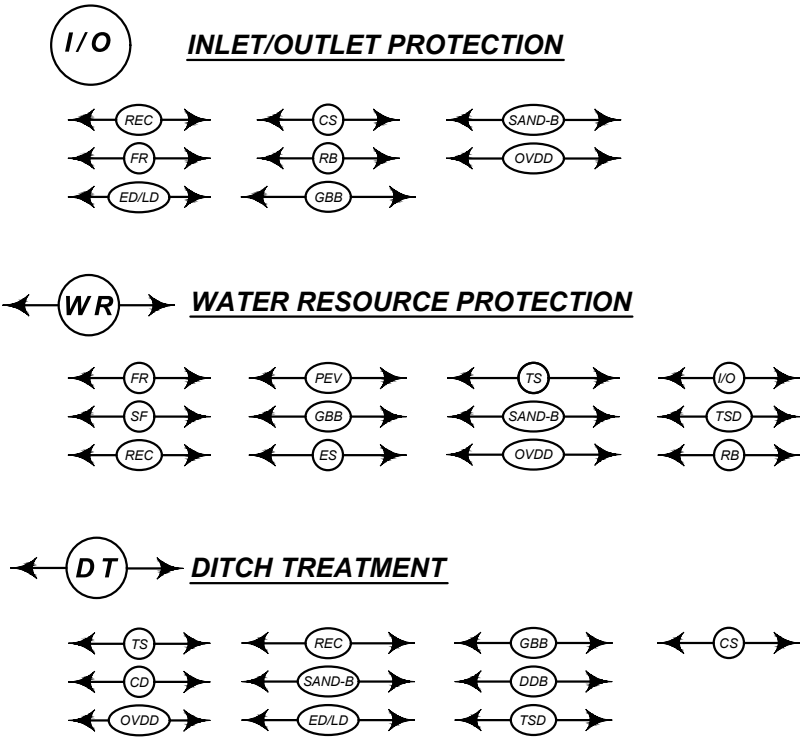 I/O INLET/OUTLET PROTECTION
REC CS SAND-B
FR RB OVDD
ED/LD GBB
WR WATER RESOURCE PROTECTION
FR PEV TS I/O
SF GBB SAND-B TSD
REC ES OVDD RB
DT DITCH TREATMENT
TS REC GBB CS
CD SAND-B DDB
OVDD ED/LD TSD